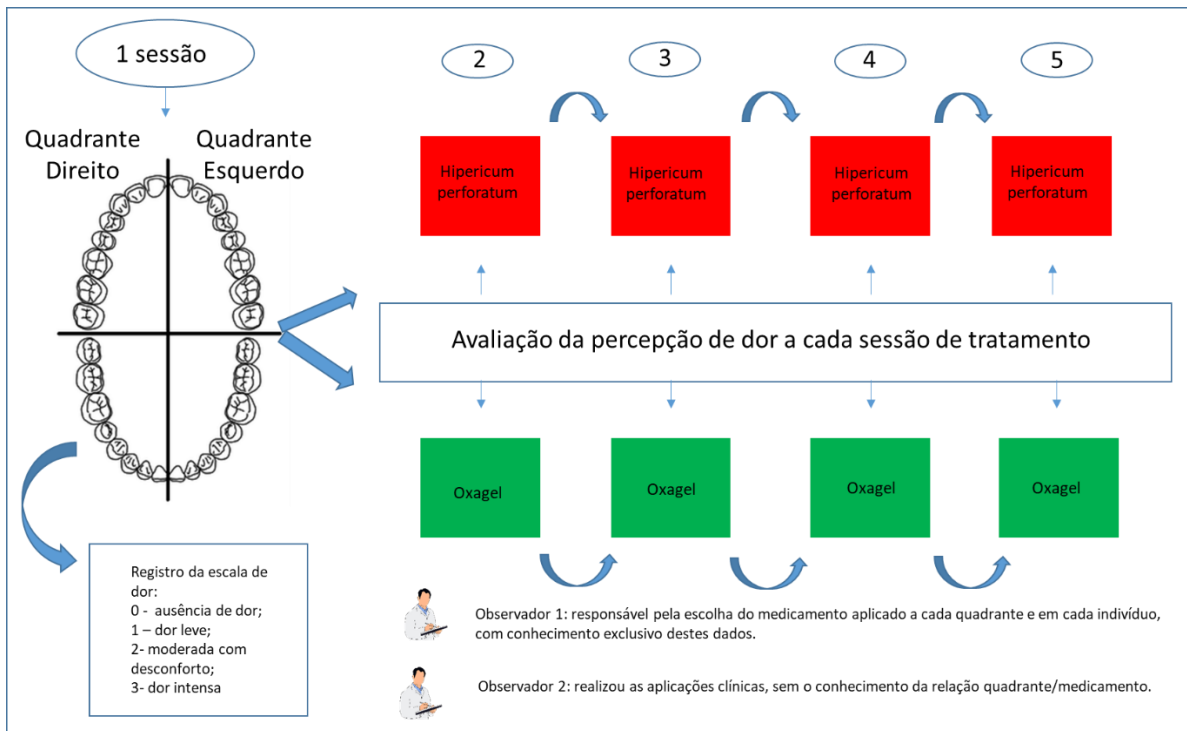 1 sessão
Quadrante
Direito
Quadrante
Esquerdo
2
3
4
5
Hipericum
perforatum
Hipericum
perforatum
Hipericum
perforatum
Hipericum
perforatum
Avaliação da percepção de dor a cada sessão de tratamento
Oxagel
Oxagel
Oxagel
Oxagel
Registro da escala de
dor:
0 - ausência de dor;
1 – dor leve;
2- moderada com
desconforto;
3- dor intensa
Observador 1: responsável pela escolha do medicamento aplicado a cada quadrante e em cada indivíduo,
com conhecimento exclusivo destes dados.
Observador 2: realizou as aplicações clínicas, sem o conhecimento da relação quadrante/medicamento.